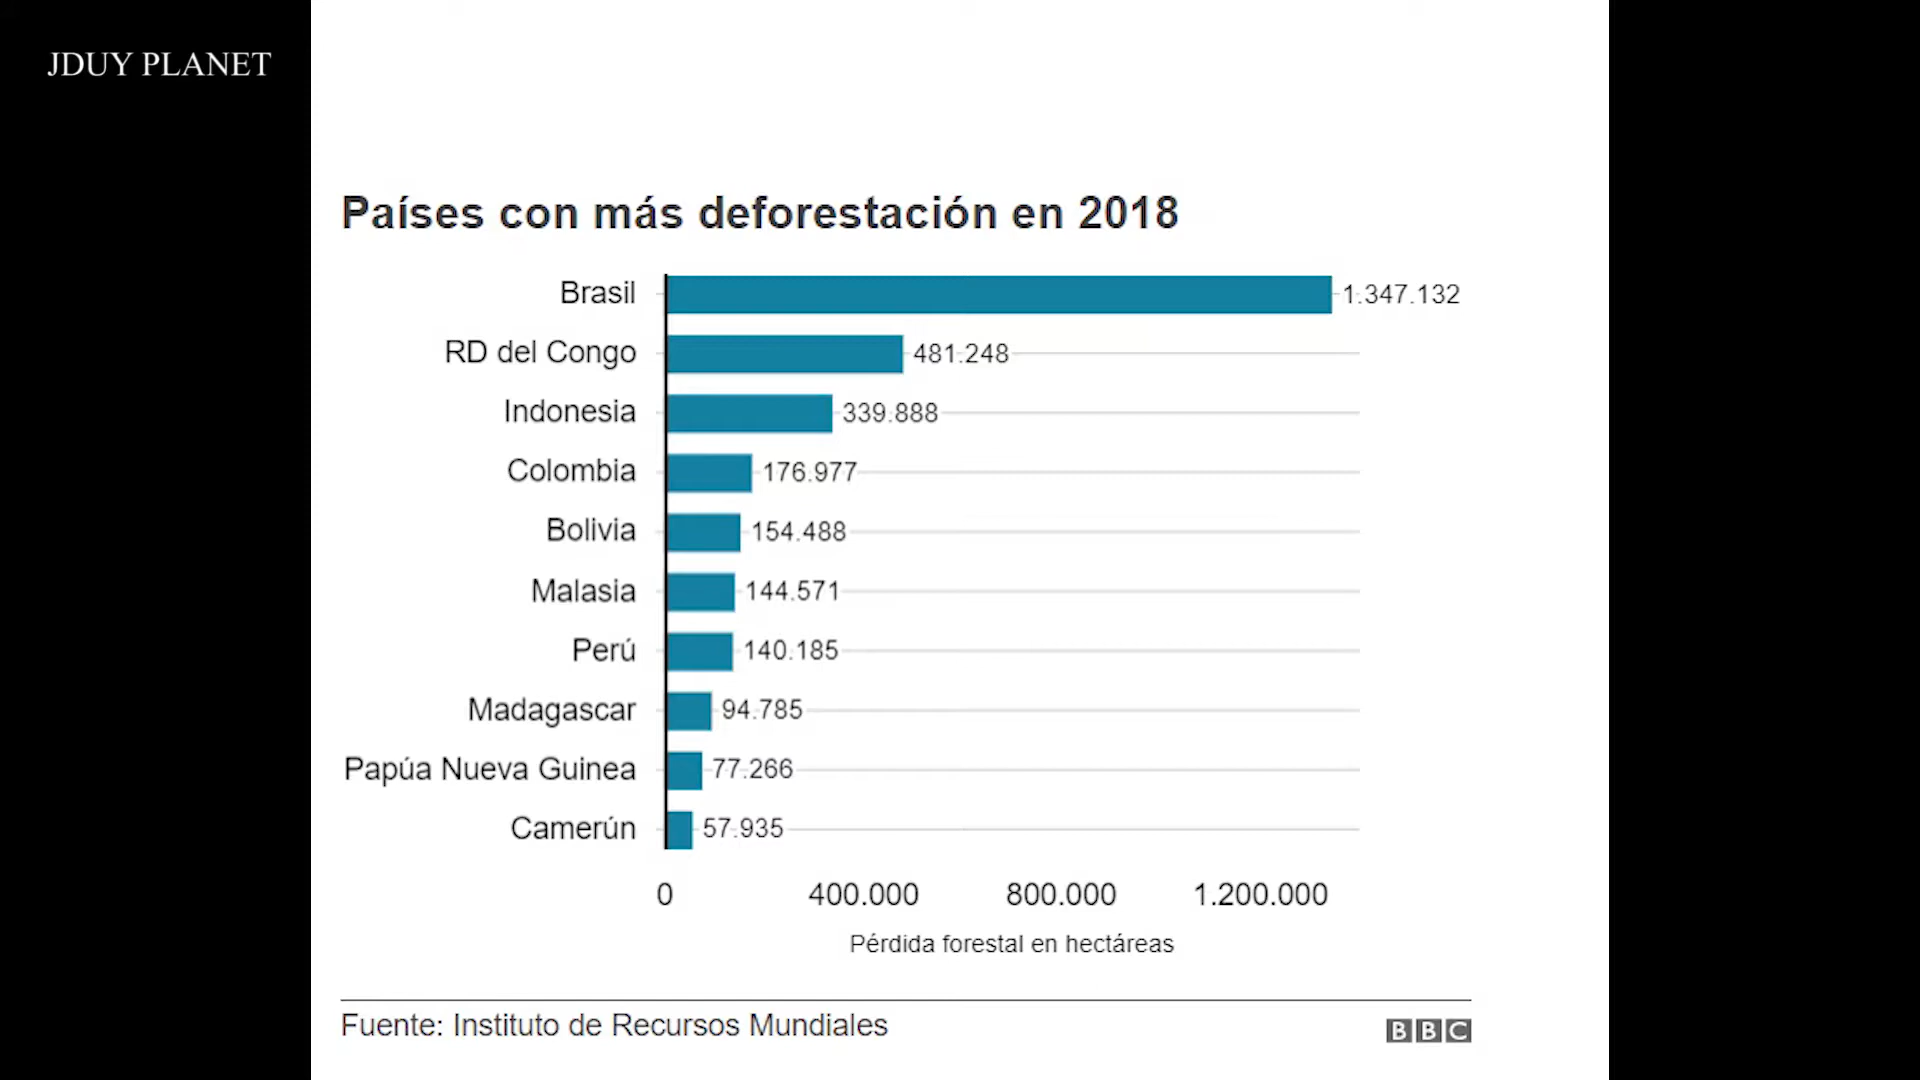 JDUY PLANET
Países con más deforestación en 2018
Brasil 1.347.132
RD del Congo 481.248
Indonesia 339.888
Colombia 176.977
Bolivia 154.488
Malasia 144.571
Perú 140.185
Madagascar 94.785
Papúa Nueva Guinea 77.266
Camerún 57.935
0 400.000 800.000 1.200.000
Pérdida forestal en hectáreas
Fuente: Instituto de Recursos Mundiales
BBC